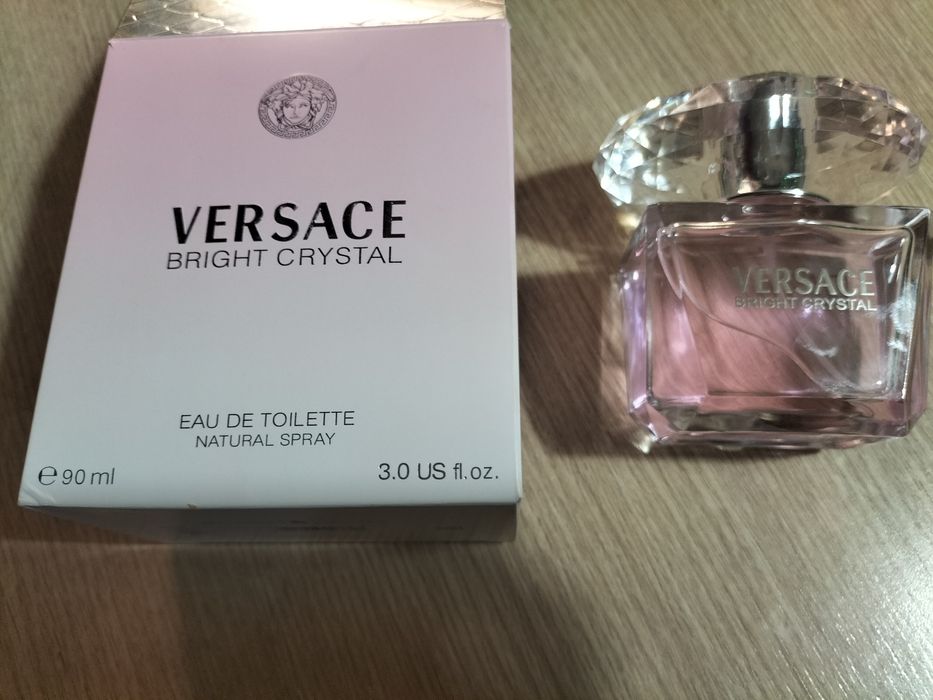 VERSACE
BRIGHT CRYSTAL
EAU DE TOILETTE
NATURAL SPRAY
℮ 90 ml
3.0 US fl.oz.
VERSACE
BRIGHT CRYSTAL